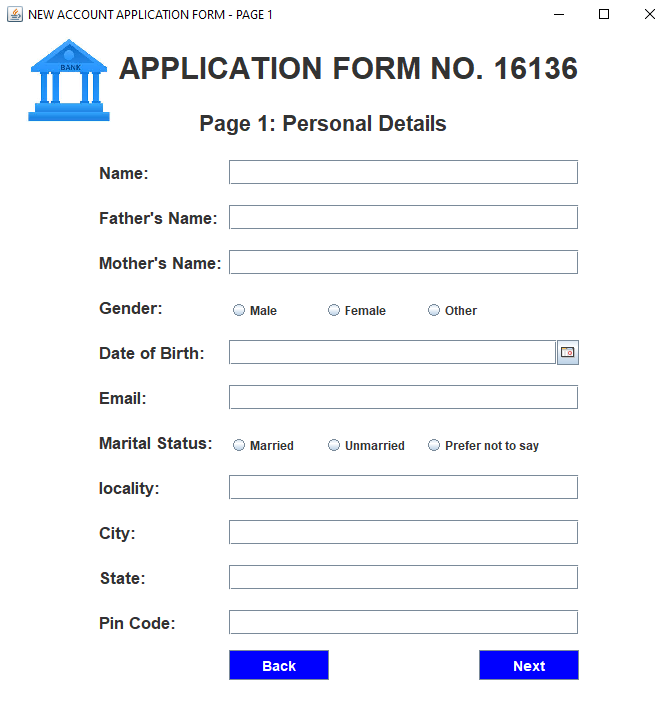 NEW ACCOUNT APPLICATION FORM - PAGE 1
BANK
APPLICATION FORM NO. 16136
Page 1: Personal Details
Name:
Father's Name:
Mother's Name:
Gender: Male Female Other
Date of Birth:
Email:
Marital Status: Married Unmarried Prefer not to say
locality:
City:
State:
Pin Code:
Back Next